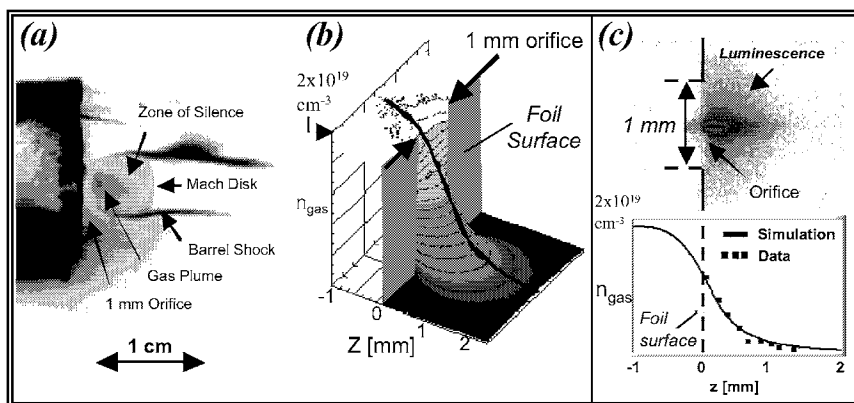 (a)
Zone of Silence
Mach Disk
Barrel Shock
Gas Plume
1 mm Orifice
1 cm
(b)
1 mm orifice
2x10^19
cm^-3
Foil
Surface
n_gas
-1
0
1
2
Z [mm]
(c)
Luminescence
1 mm
Orifice
2x10^19
cm^-3
Simulation
Data
n_gas
Foil
surface
-1 0 1 2
z [mm]